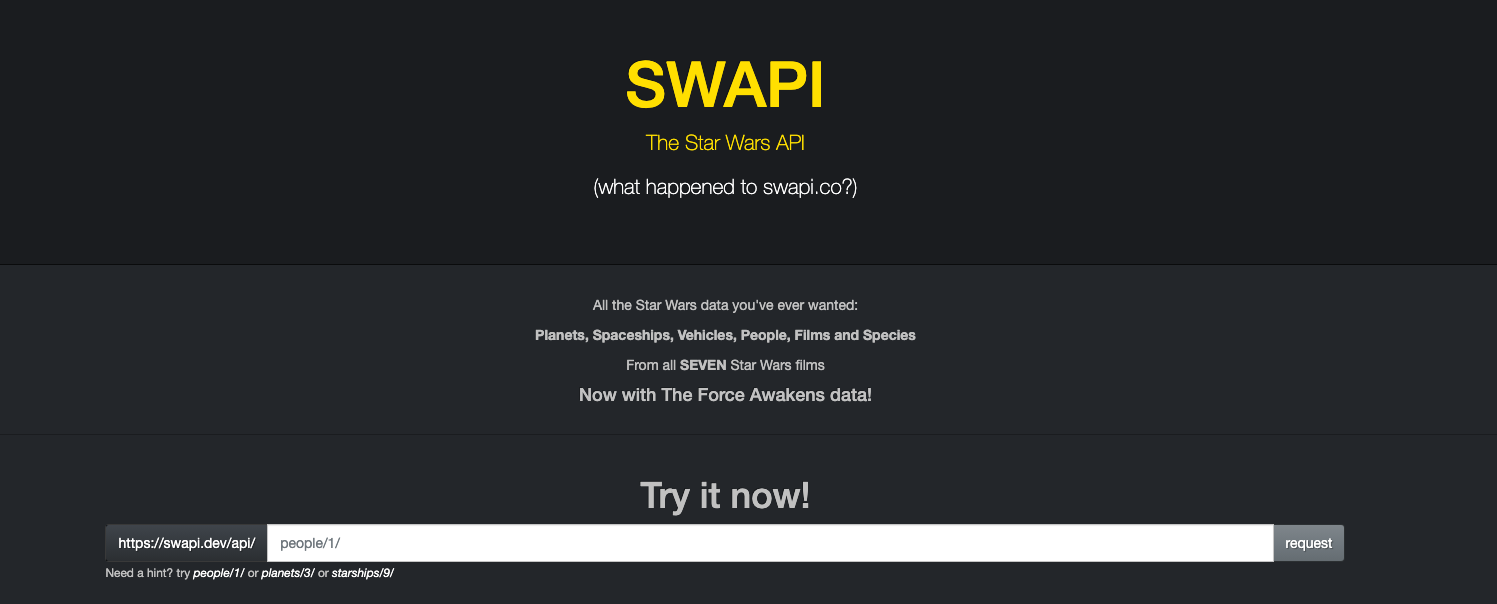 SWAPI
The Star Wars API
(what happened to swapi.co?)
All the Star Wars data you've ever wanted:
Planets, Spaceships, Vehicles, People, Films and Species
From all SEVEN Star Wars films
Now with The Force Awakens data!
Try it now!
https://swapi.dev/api/ people/1/ request
Need a hint? try people/1/ or planets/3/ or starships/9/